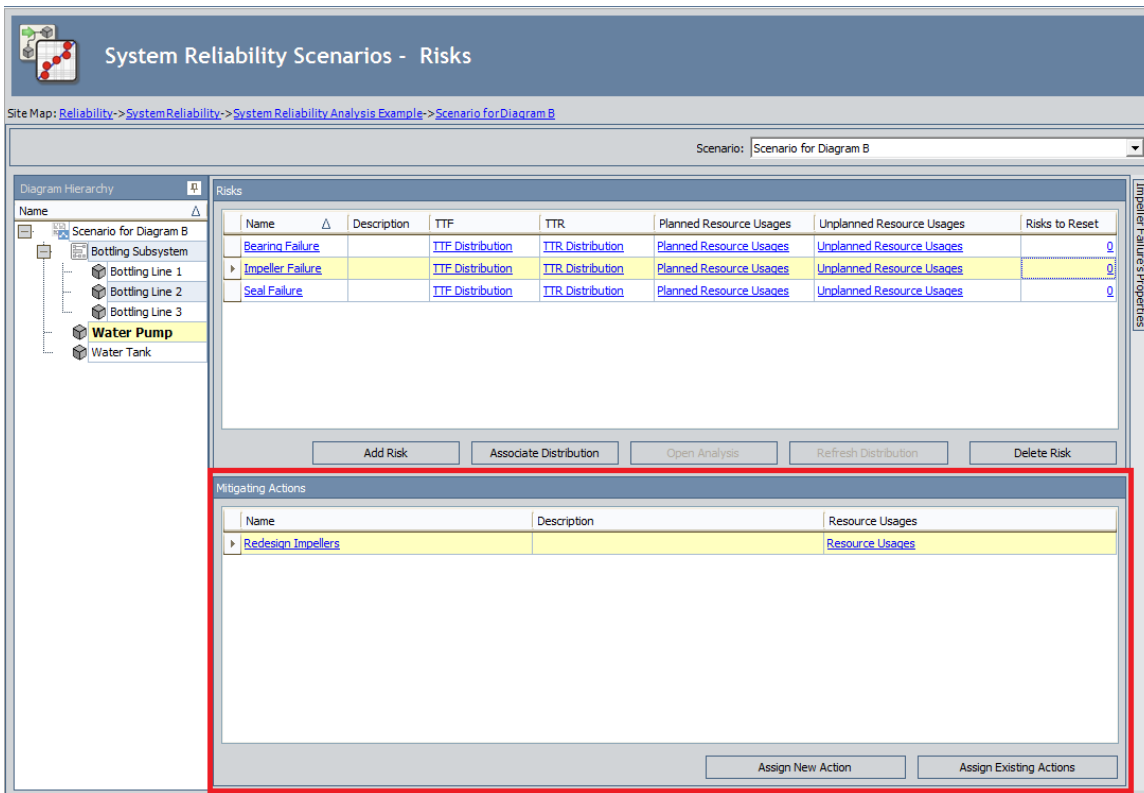 System Reliability Scenarios - Risks
Site Map: Reliability->SystemReliability->System Reliability Analysis Example->Scenario for Diagram B
Scenario: Scenario for Diagram B
Diagram Hierarchy
Name
Scenario for Diagram B
Bottling Subsystem
Bottling Line 1
Bottling Line 2
Bottling Line 3
Water Pump
Water Tank
Risks
Name Description TTF TTR Planned Resource Usages Unplanned Resource Usages Risks to Reset
Bearing Failure TTF Distribution TTR Distribution Planned Resource Usages Unplanned Resource Usages 0
Impeller Failure TTF Distribution TTR Distribution Planned Resource Usages Unplanned Resource Usages 0
Seal Failure TTF Distribution TTR Distribution Planned Resource Usages Unplanned Resource Usages 0
Add Risk Associate Distribution Open Analysis Refresh Distribution Delete Risk
Mitigating Actions
Name Description Resource Usages
Redesign Impellers Resource Usages
Assign New Action Assign Existing Actions
Impeller Failure's Properties